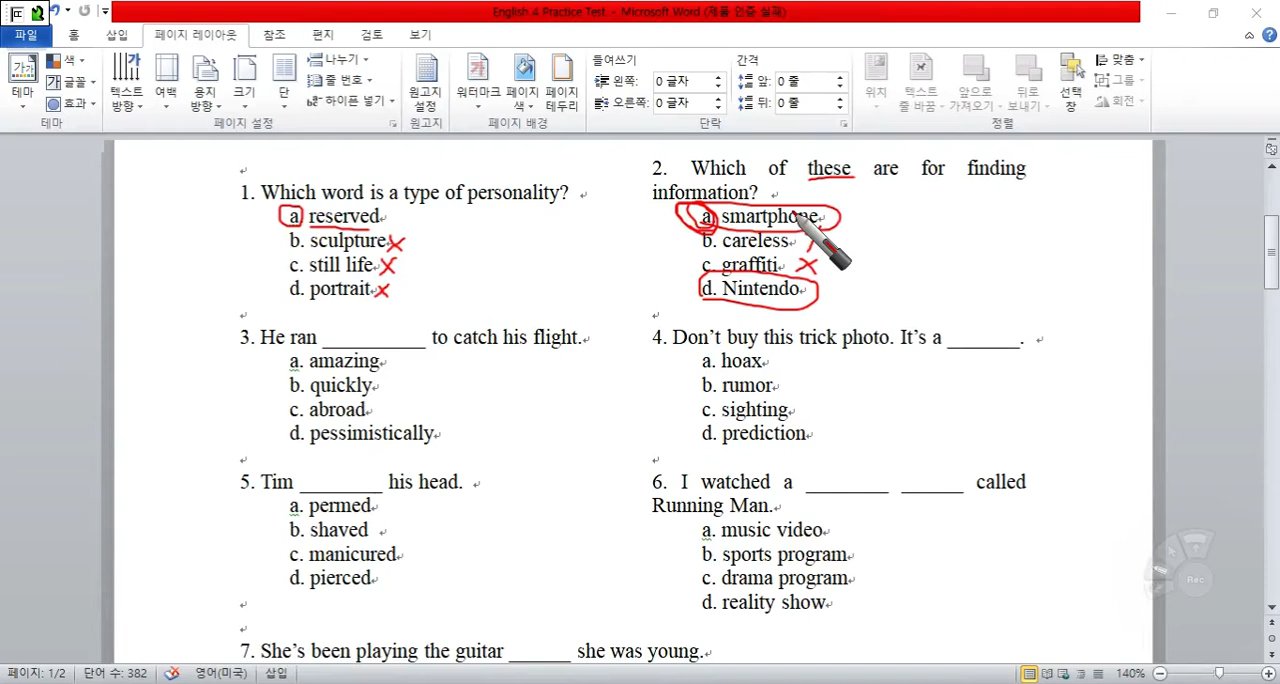 English 4 Practice Test - Microsoft Word (제품 인증 실패)
파일 홈 삽입 페이지 레이아웃 참조 편지 검토 보기
가가 테마
색
글꼴
효과
테마
텍스트 방향
여백
용지 방향
크기
단
나누기
줄 번호
하이픈 넣기
페이지 설정
원고지 설정
원고지
워터마크
페이지 색
페이지 테두리
페이지 배경
들여쓰기
왼쪽: 0 글자
오른쪽: 0 글자
간격
앞: 0 줄
뒤: 0 줄
단락
위치
텍스트 줄 바꿈
앞으로 가져오기
뒤로 보내기
선택 창
맞춤
그룹
회전
정렬
1. Which word is a type of personality?
a. reserved
b. sculpture
c. still life
d. portrait
2. Which of these are for finding
information?
a. smartphone
b. careless
c. graffiti
d. Nintendo
3. He ran __________ to catch his flight.
a. amazing
b. quickly
c. abroad
d. pessimistically
4. Don’t buy this trick photo. It’s a _______.
a. hoax
b. rumor
c. sighting
d. prediction
5. Tim ________ his head.
a. permed
b. shaved
c. manicured
d. pierced
6. I watched a ________ ______ called
Running Man.
a. music video
b. sports program
c. drama program
d. reality show
7. She’s been playing the guitar ______ she was young.
Rec
페이지: 1/2 단어 수: 382 영어(미국) 삽입 140%